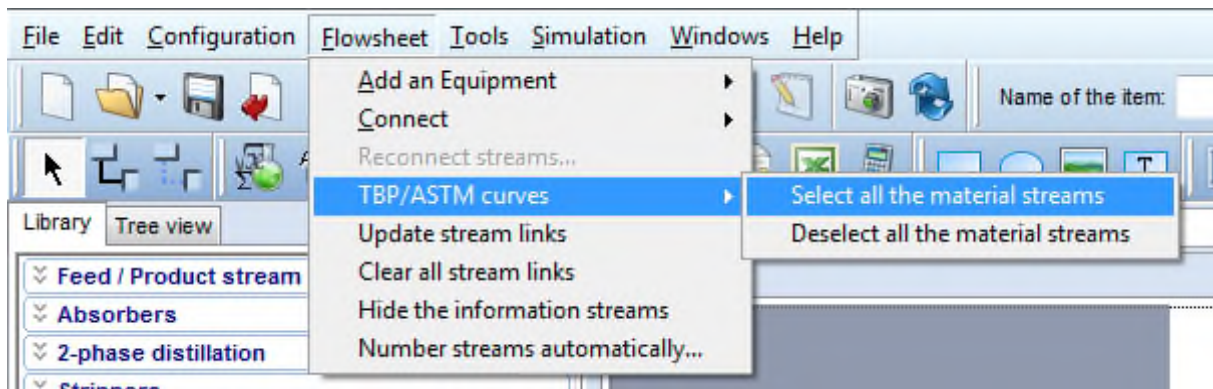 File Edit Configuration Flowsheet Tools Simulation Windows Help
Add an Equipment
Connect
Reconnect streams...
TBP/ASTM curves
Update stream links
Clear all stream links
Hide the information streams
Number streams automatically...
Select all the material streams
Deselect all the material streams
Name of the item:
T
Library Tree view
Feed / Product stream
Absorbers
2-phase distillation
Strippers